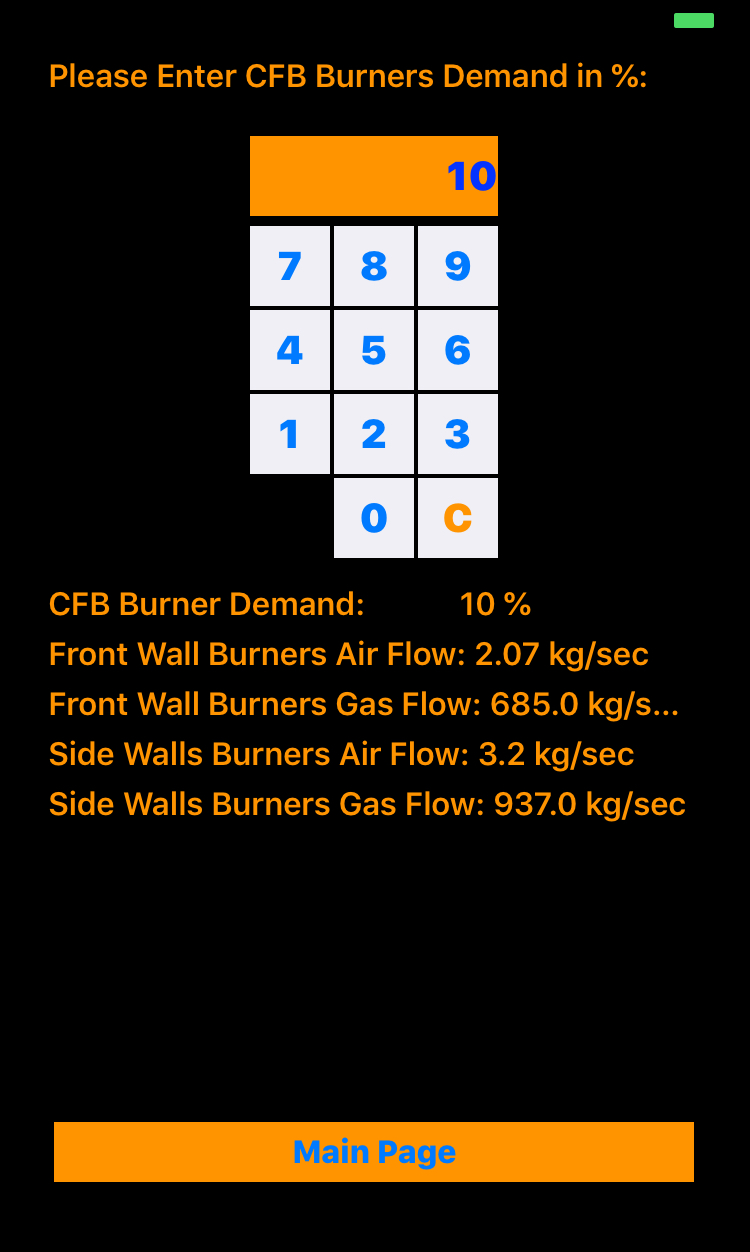 Please Enter CFB Burners Demand in %:
10
7 8 9
4 5 6
1 2 3
0 C
CFB Burner Demand: 10 %
Front Wall Burners Air Flow: 2.07 kg/sec
Front Wall Burners Gas Flow: 685.0 kg/s...
Side Walls Burners Air Flow: 3.2 kg/sec
Side Walls Burners Gas Flow: 937.0 kg/sec
Main Page